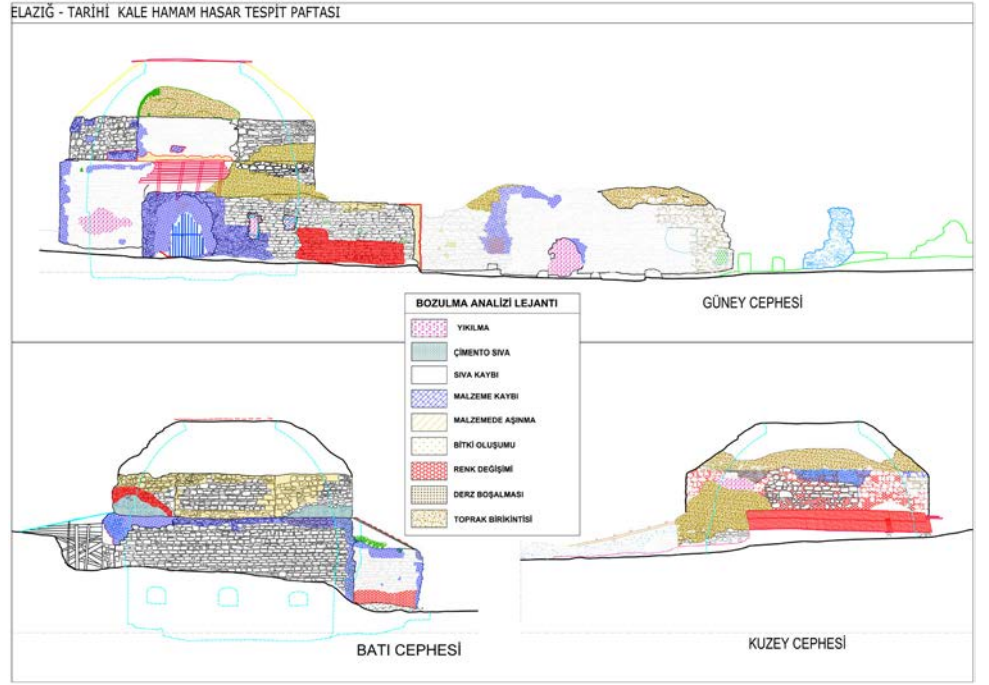 ELAZIĞ - TARİHİ KALE HAMAM HASAR TESPİT PAFTASI
GÜNEY CEPHESİ
BOZULMA ANALİZİ LEJANTI
YIKILMA
ÇİMENTO SIVA
SIVA KAYBI
MALZEME KAYBI
MALZEMEDE AŞINMA
BİTKİ OLUŞUMU
RENK DEĞİŞİMİ
DERZ BOŞALMASI
TOPRAK BİRİKİNTİSİ
BATI CEPHESİ
KUZEY CEPHESİ